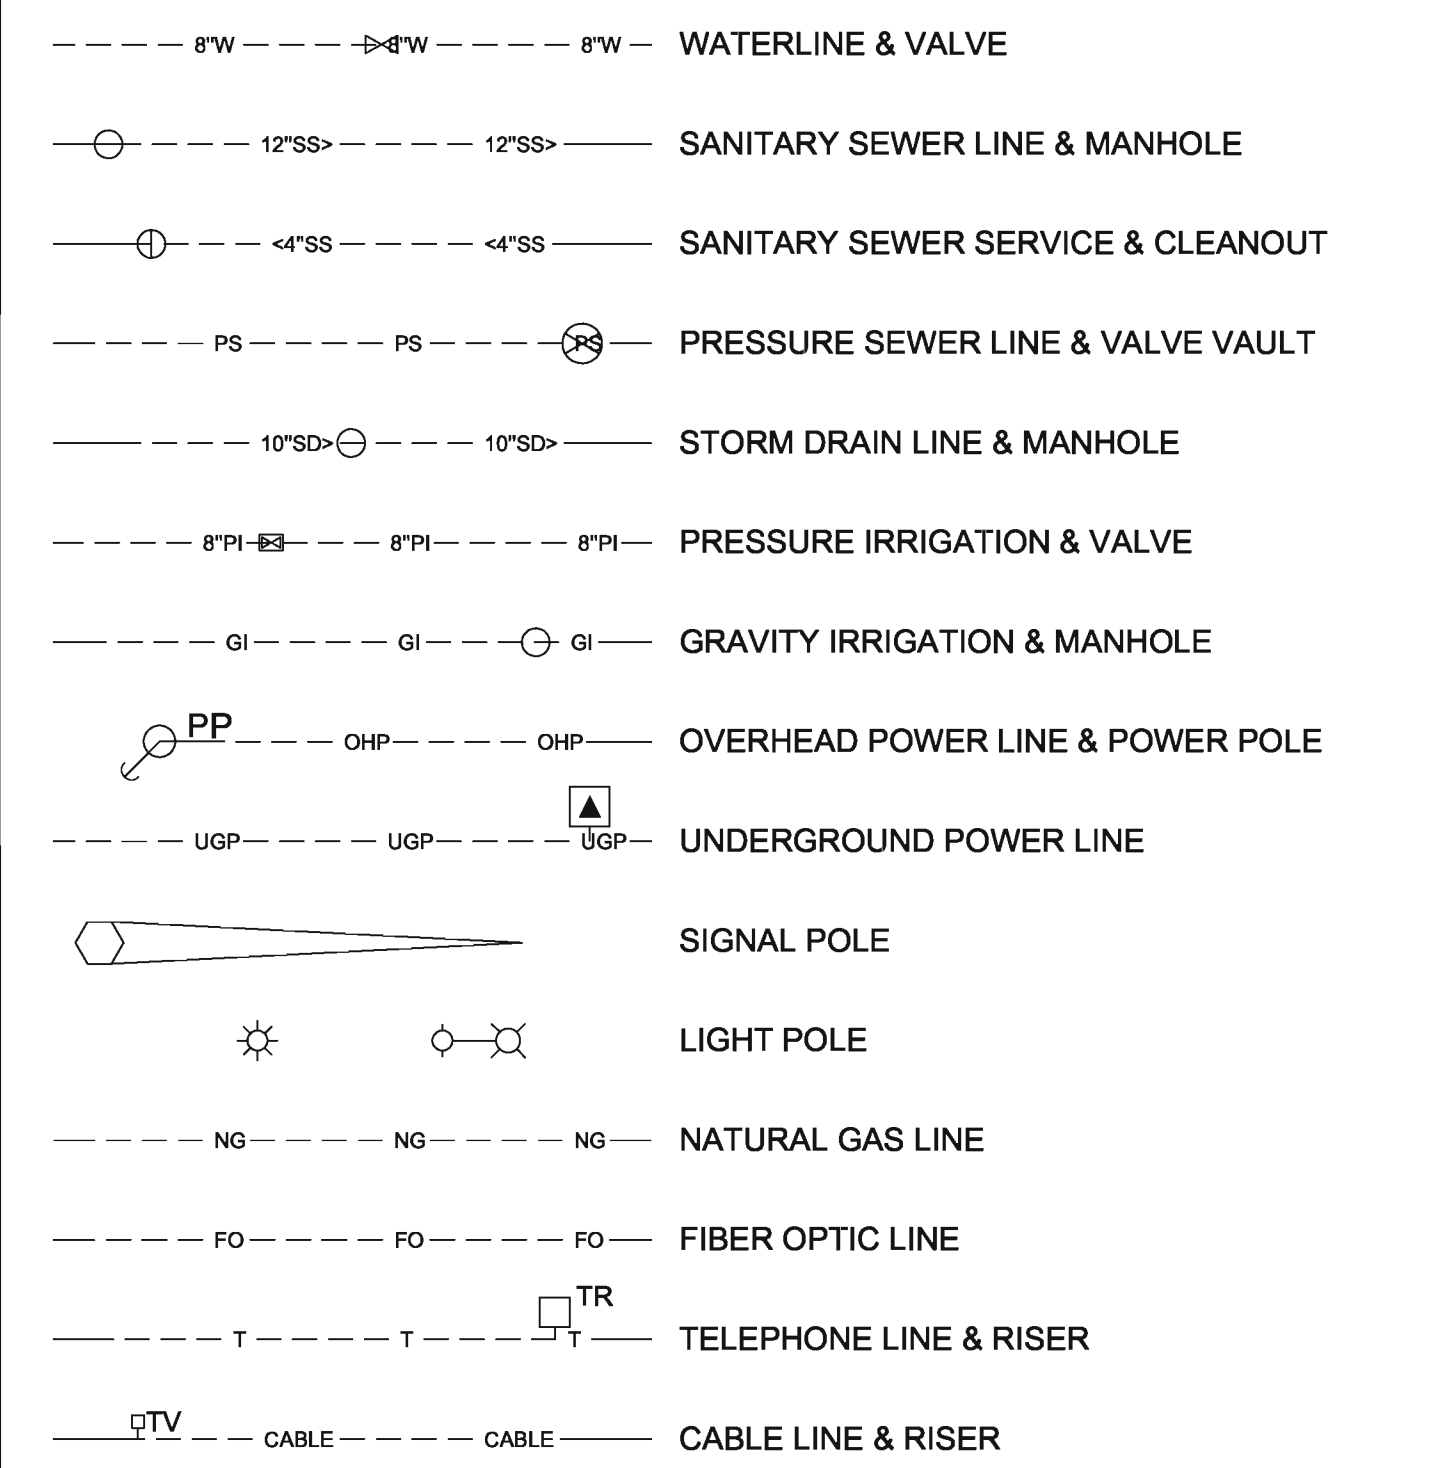 8"W 8"W 8"W WATERLINE & VALVE
12"SS> 12"SS> SANITARY SEWER LINE & MANHOLE
<4"SS <4"SS SANITARY SEWER SERVICE & CLEANOUT
PS PS PS PRESSURE SEWER LINE & VALVE VAULT
10"SD> 10"SD> STORM DRAIN LINE & MANHOLE
8"PI 8"PI 8"PI PRESSURE IRRIGATION & VALVE
GI GI GI GRAVITY IRRIGATION & MANHOLE
PP OHP OHP OVERHEAD POWER LINE & POWER POLE
UGP UGP UGP UNDERGROUND POWER LINE
SIGNAL POLE
LIGHT POLE
NG NG NG NATURAL GAS LINE
FO FO FO FIBER OPTIC LINE
TR
T T T TELEPHONE LINE & RISER
TV CABLE CABLE CABLE LINE & RISER